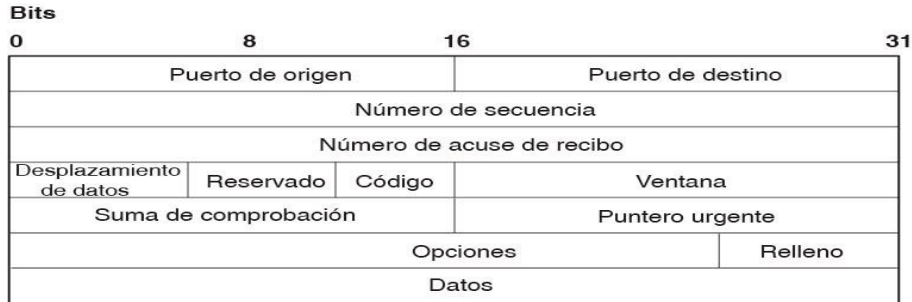 Bits
0 8 16 31
Puerto de origen Puerto de destino
Número de secuencia
Número de acuse de recibo
Desplazamiento de datos Reservado Código Ventana
Suma de comprobación Puntero urgente
Opciones Relleno
Datos